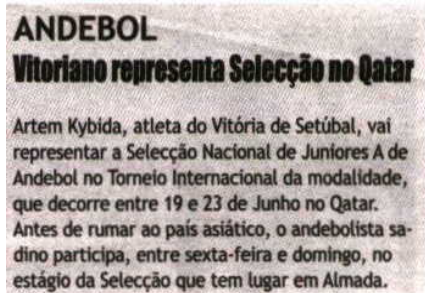 ANDEBOL
Vitoriano representa Selecção no Qatar
Artem Kybida, atleta do Vitória de Setúbal, vai
representar a Selecção Nacional de Juniores A de
Andebol no Torneio Internacional da modalidade,
que decorre entre 19 e 23 de Junho no Qatar.
Antes de rumar ao país asiático, o andebolista sa-
dino participa, entre sexta-feira e domingo, no
estágio da Selecção que tem lugar em Almada.